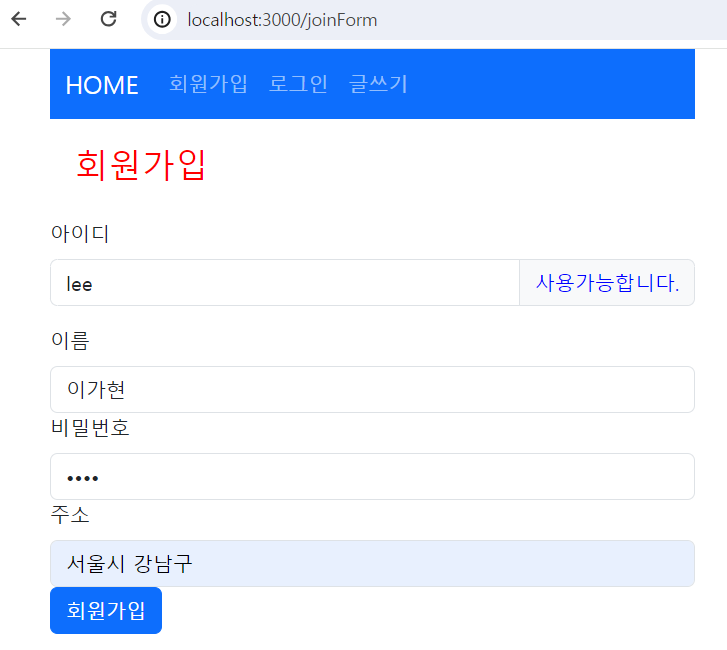 localhost:3000/joinForm
HOME 회원가입 로그인 글쓰기
회원가입
아이디
lee 사용가능합니다.
이름
이가현
비밀번호
••••
주소
서울시 강남구
회원가입